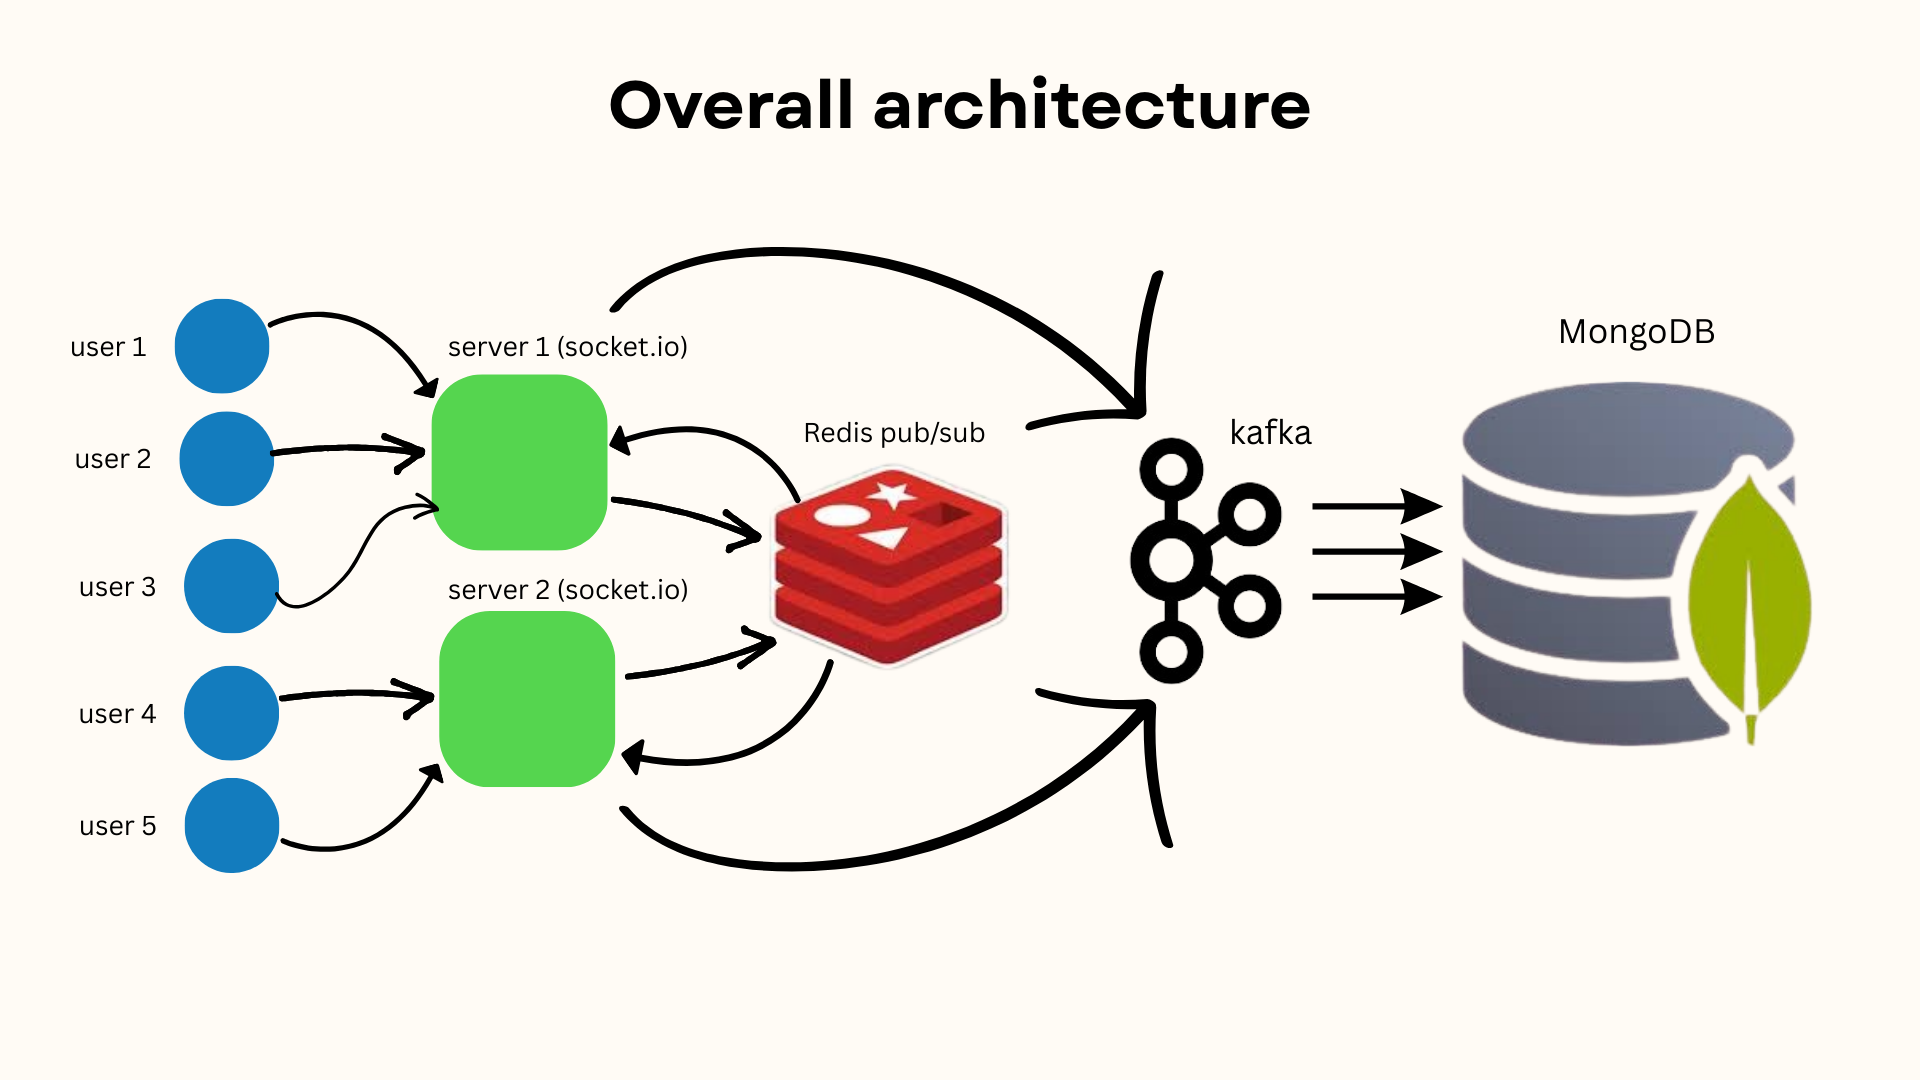 Overall architecture
user 1
user 2
user 3
user 4
user 5
server 1 (socket.io)
server 2 (socket.io)
Redis pub/sub
kafka
MongoDB